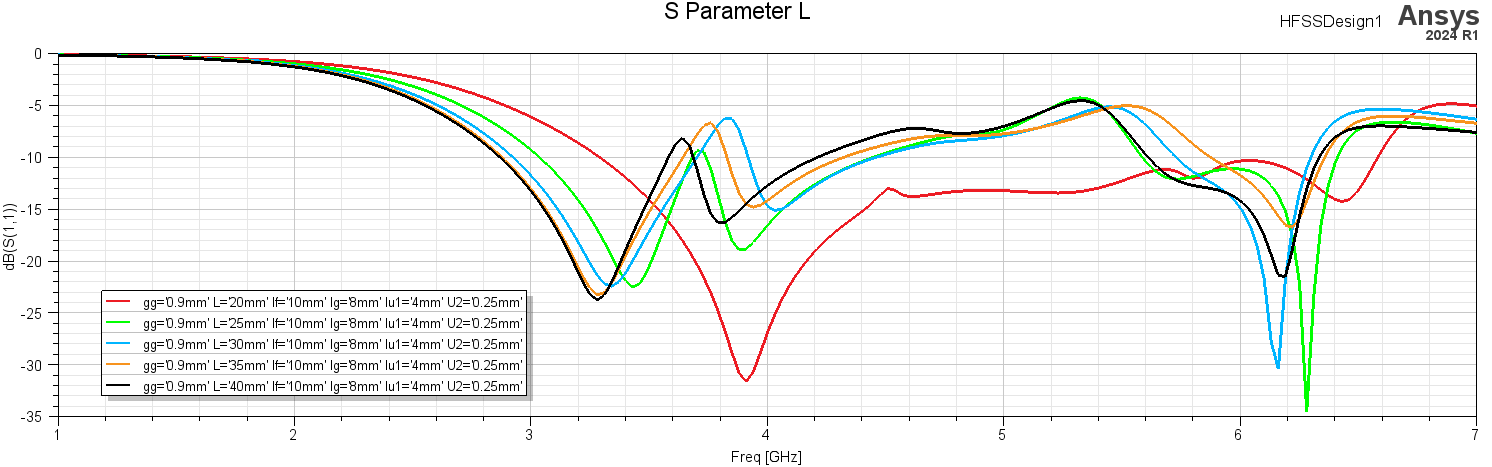 S Parameter L
HFSSDesign1
Ansys
2024 R1
0
-5
-10
-15
-20
-25
-30
-35
dB(S(1,1))
gg='0.9mm' L='20mm' lf='10mm' lg='8mm' lu1='4mm' U2='0.25mm'
gg='0.9mm' L='25mm' lf='10mm' lg='8mm' lu1='4mm' U2='0.25mm'
gg='0.9mm' L='30mm' lf='10mm' lg='8mm' lu1='4mm' U2='0.25mm'
gg='0.9mm' L='35mm' lf='10mm' lg='8mm' lu1='4mm' U2='0.25mm'
gg='0.9mm' L='40mm' lf='10mm' lg='8mm' lu1='4mm' U2='0.25mm'
1 2 3 4 5 6 7
Freq [GHz]